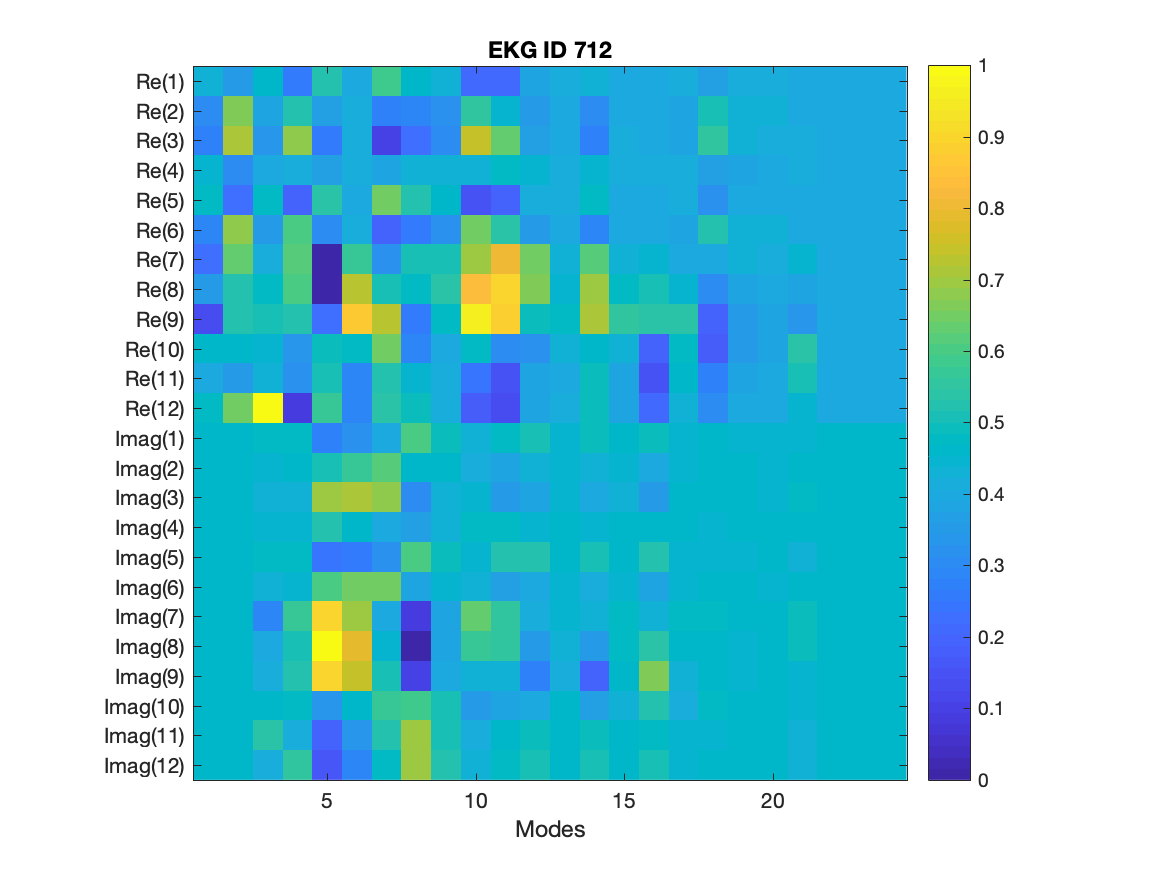 EKG ID 712
Re(1)
Re(2)
Re(3)
Re(4)
Re(5)
Re(6)
Re(7)
Re(8)
Re(9)
Re(10)
Re(11)
Re(12)
Imag(1)
Imag(2)
Imag(3)
Imag(4)
Imag(5)
Imag(6)
Imag(7)
Imag(8)
Imag(9)
Imag(10)
Imag(11)
Imag(12)
5 10 15 20
Modes
1
0.9
0.8
0.7
0.6
0.5
0.4
0.3
0.2
0.1
0